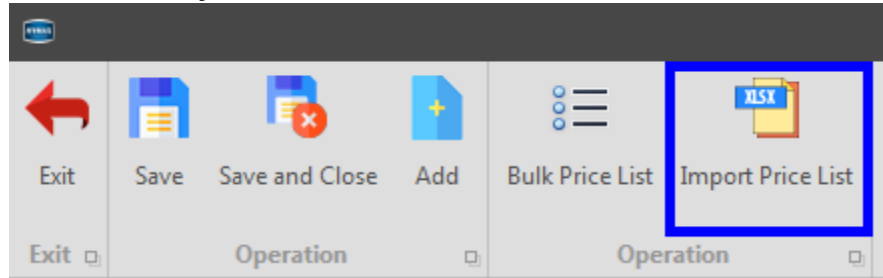 XLSX
Exit Save Save and Close Add Bulk Price List Import Price List
Exit Operation Operation